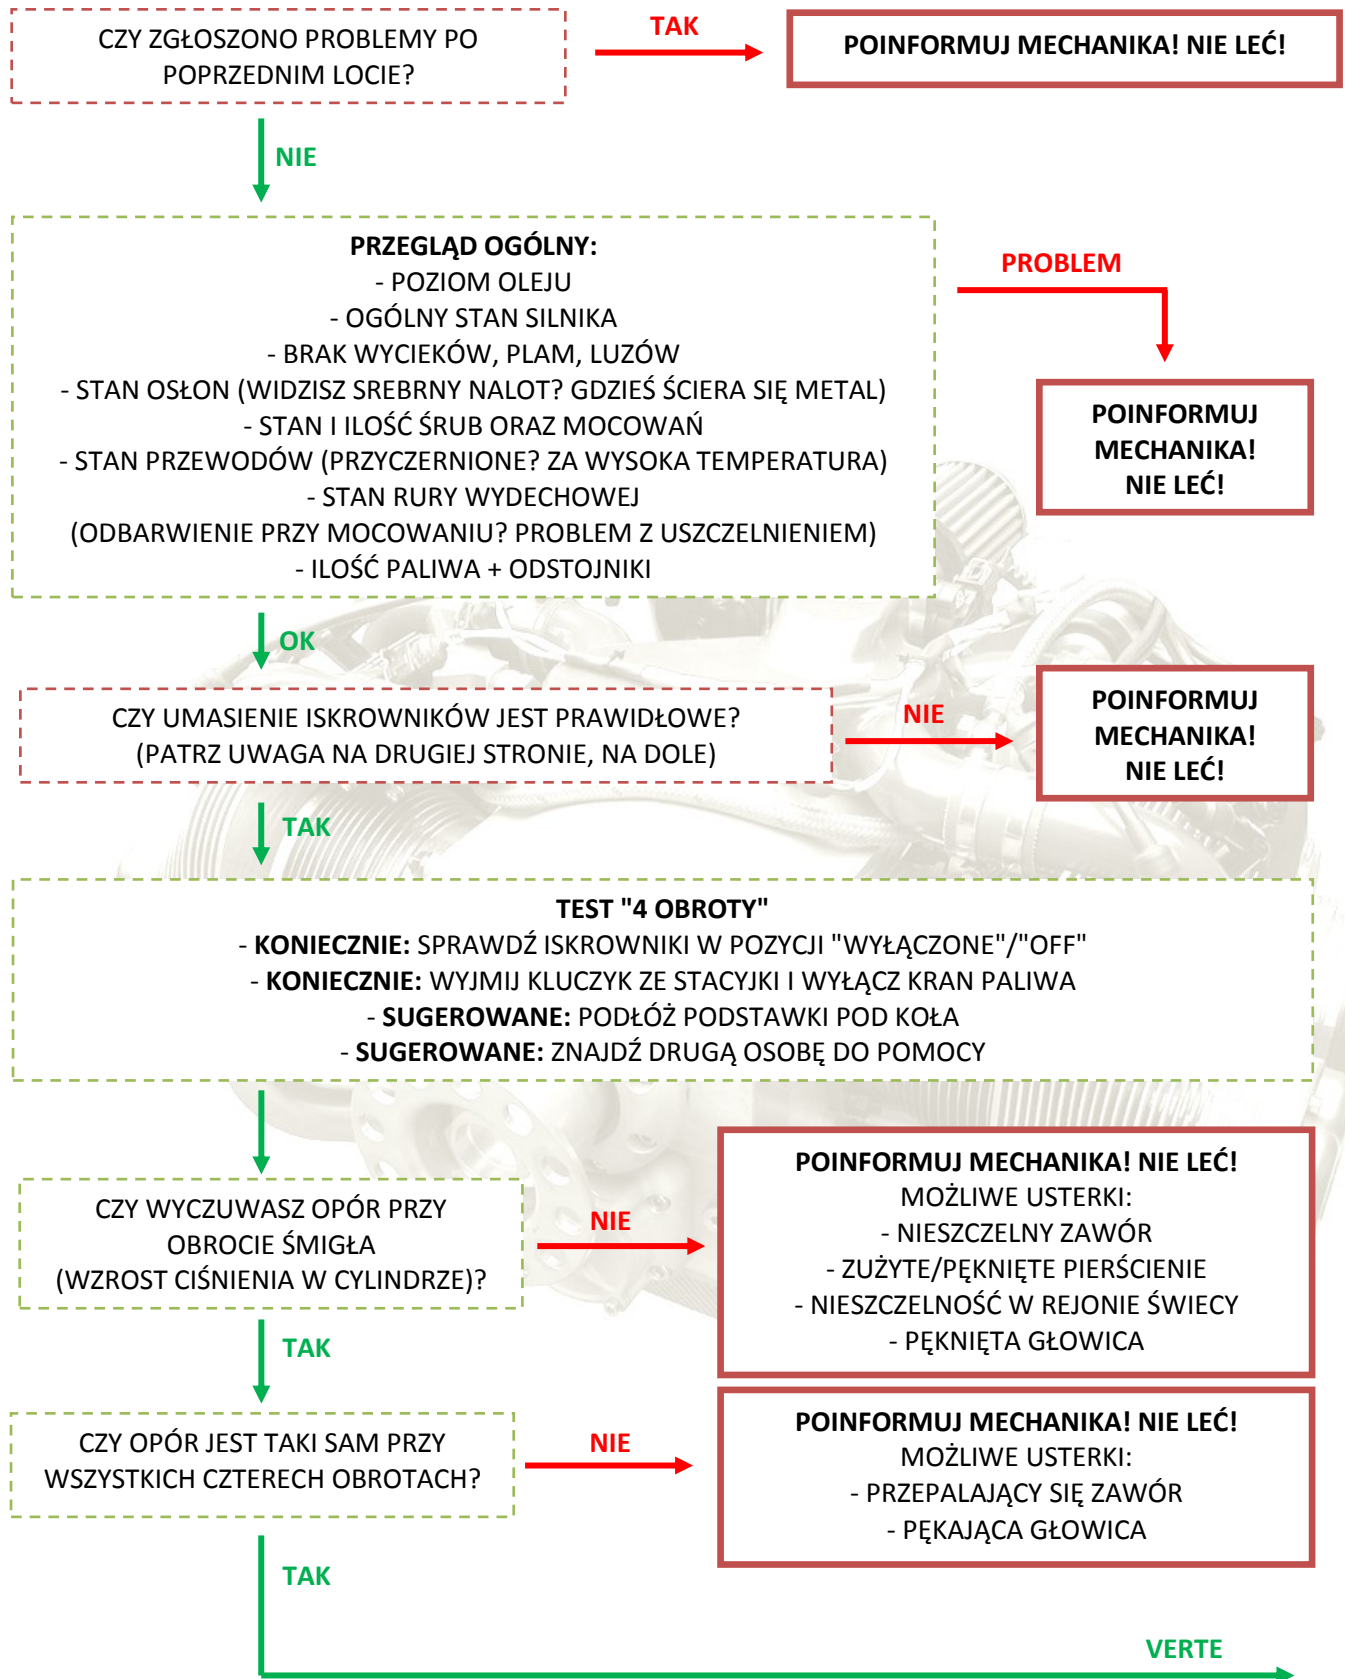 CZY ZGŁOSZONO PROBLEMY PO
POPRZEDNIM LOCIE?
TAK
POINFORMUJ MECHANIKA! NIE LEĆ!
NIE
PRZEGLĄD OGÓLNY:
- POZIOM OLEJU
- OGÓLNY STAN SILNIKA
- BRAK WYCIEKÓW, PLAM, LUZÓW
- STAN OSŁON (WIDZISZ SREBRNY NALOT? GDZIEŚ ŚCIERA SIĘ METAL)
- STAN I ILOŚĆ ŚRUB ORAZ MOCOWAŃ
- STAN PRZEWODÓW (PRZYCZERNIONE? ZA WYSOKA TEMPERATURA)
- STAN RURY WYDECHOWEJ
(ODBARWIENIE PRZY MOCOWANIU? PROBLEM Z USZCZELNIENIEM)
- ILOŚĆ PALIWA + ODSTOJNIKI
PROBLEM
POINFORMUJ
MECHANIKA!
NIE LEĆ!
OK
CZY UMASIENIE ISKROWNIKÓW JEST PRAWIDŁOWE?
(PATRZ UWAGA NA DRUGIEJ STRONIE, NA DOLE)
NIE
POINFORMUJ
MECHANIKA!
NIE LEĆ!
TAK
TEST "4 OBROTY"
- KONIECZNIE: SPRAWDŹ ISKROWNIKI W POZYCJI "WYŁĄCZONE"/"OFF"
- KONIECZNIE: WYJMIJ KLUCZYK ZE STACYJKI I WYŁĄCZ KRAN PALIWA
- SUGEROWANE: PODŁÓŻ PODSTAWKI POD KOŁA
- SUGEROWANE: ZNAJDŹ DRUGĄ OSOBĘ DO POMOCY
CZY WYCZUWASZ OPÓR PRZY
OBROCIE ŚMIGŁA
(WZROST CIŚNIENIA W CYLINDRZE)?
NIE
POINFORMUJ MECHANIKA! NIE LEĆ!
MOŻLIWE USTERKI:
- NIESZCZELNY ZAWÓR
- ZUŻYTE/PĘKNIĘTE PIERŚCIENIE
- NIESZCZELNOŚĆ W REJONIE ŚWIECY
- PĘKNIĘTA GŁOWICA
TAK
CZY OPÓR JEST TAKI SAM PRZY
WSZYSTKICH CZTERECH OBROTACH?
NIE
POINFORMUJ MECHANIKA! NIE LEĆ!
MOŻLIWE USTERKI:
- PRZEPALAJĄCY SIĘ ZAWÓR
- PĘKAJĄCA GŁOWICA
TAK
VERTE